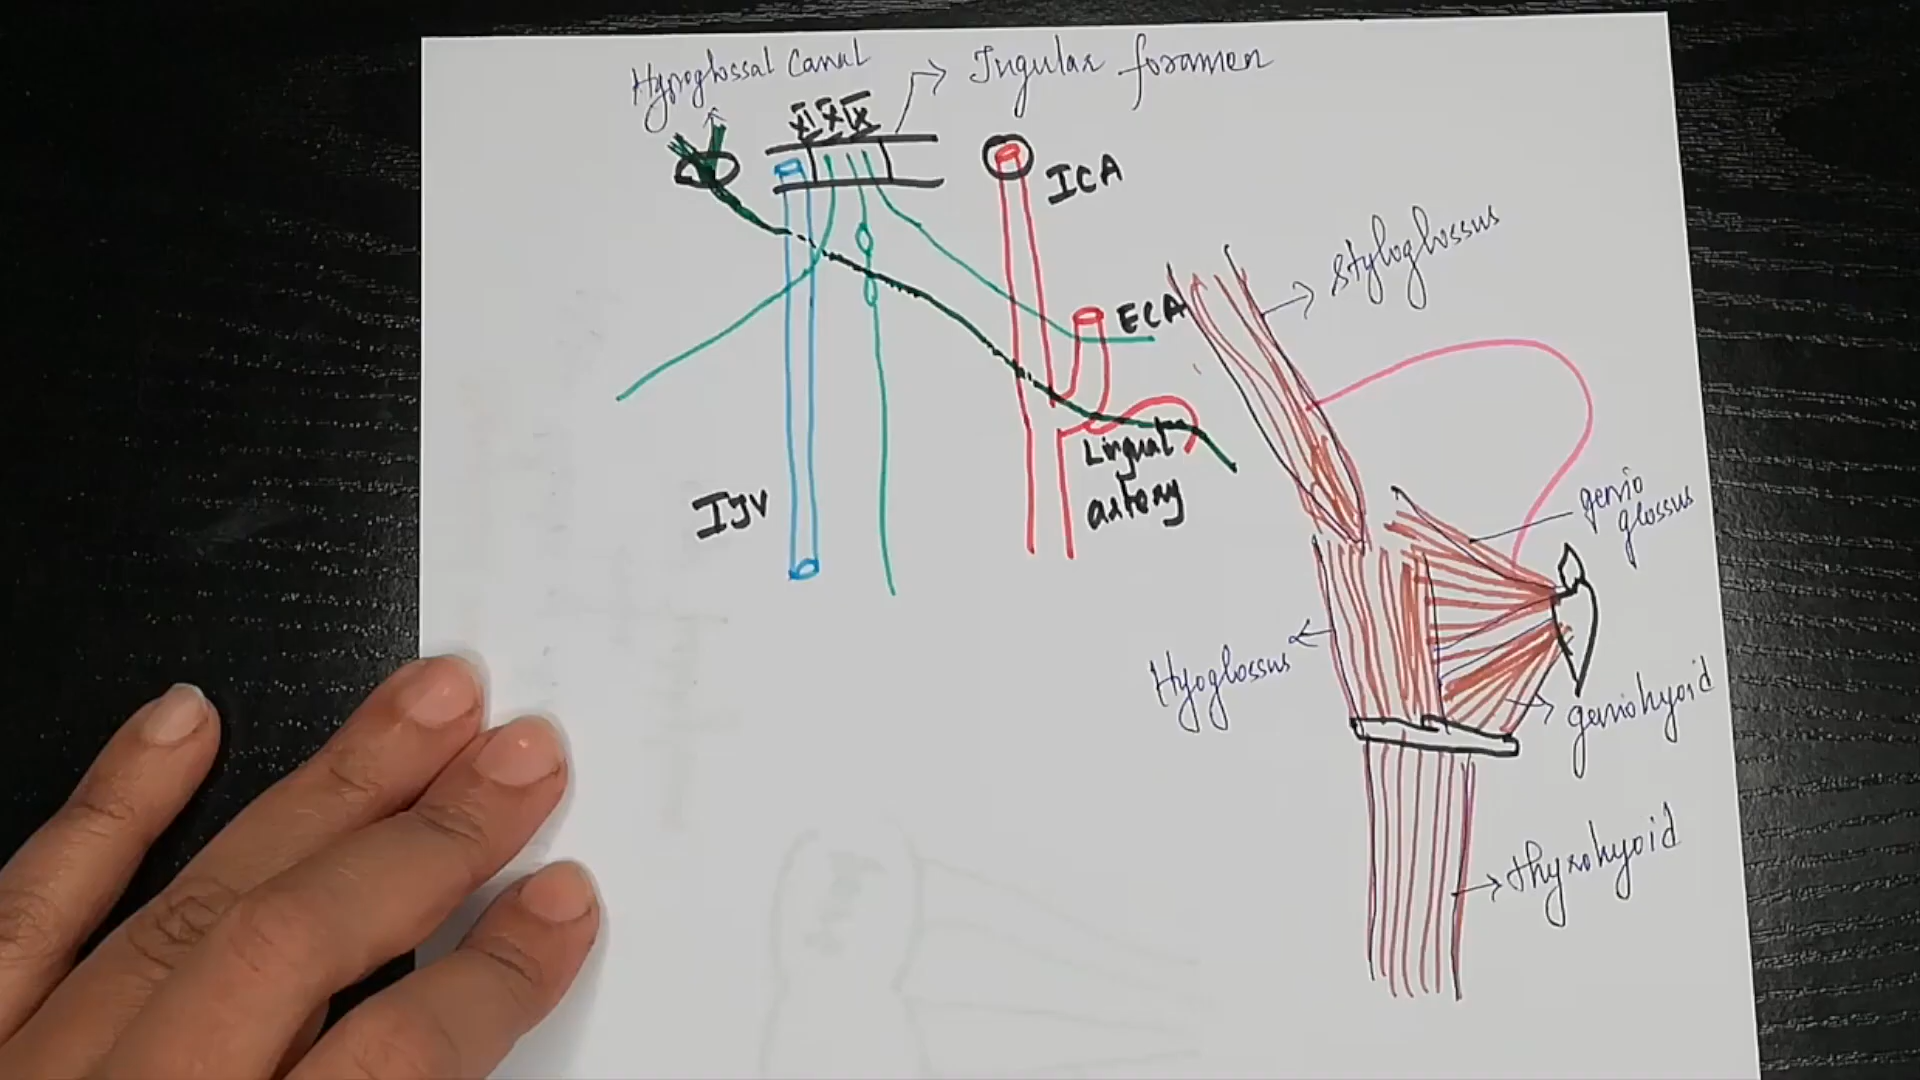 Hypoglossal Canal
Jugular foramen
XI X IX
ICA
styloglossus
ECA
Lingual
artery
IJV
genio
glossus
Hyoglossus
geniohyoid
thyrohyoid